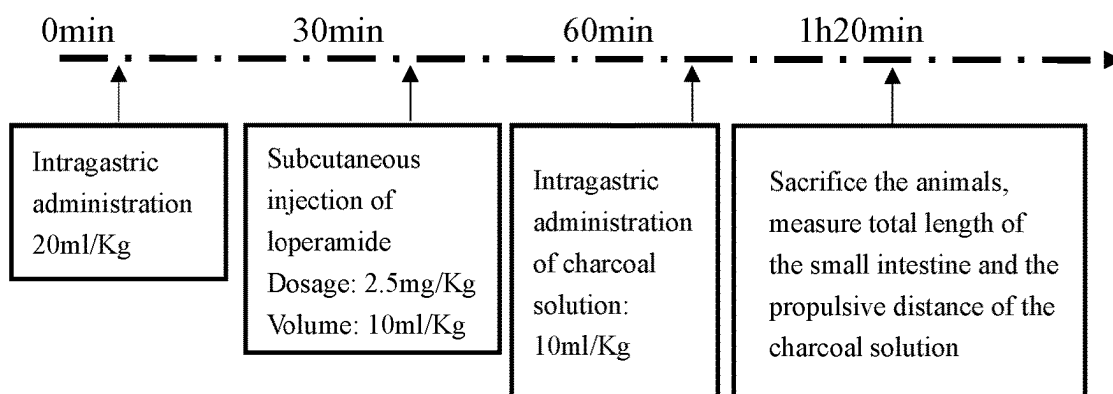 0min
30min
60min
1h20min
Intragastric
administration
20ml/Kg
Subcutaneous
injection of
loperamide
Dosage: 2.5mg/Kg
Volume: 10ml/Kg
Intragastric
administration
of charcoal
solution:
10ml/Kg
Sacrifice the animals,
measure total length of
the small intestine and the
propulsive distance of the
charcoal solution